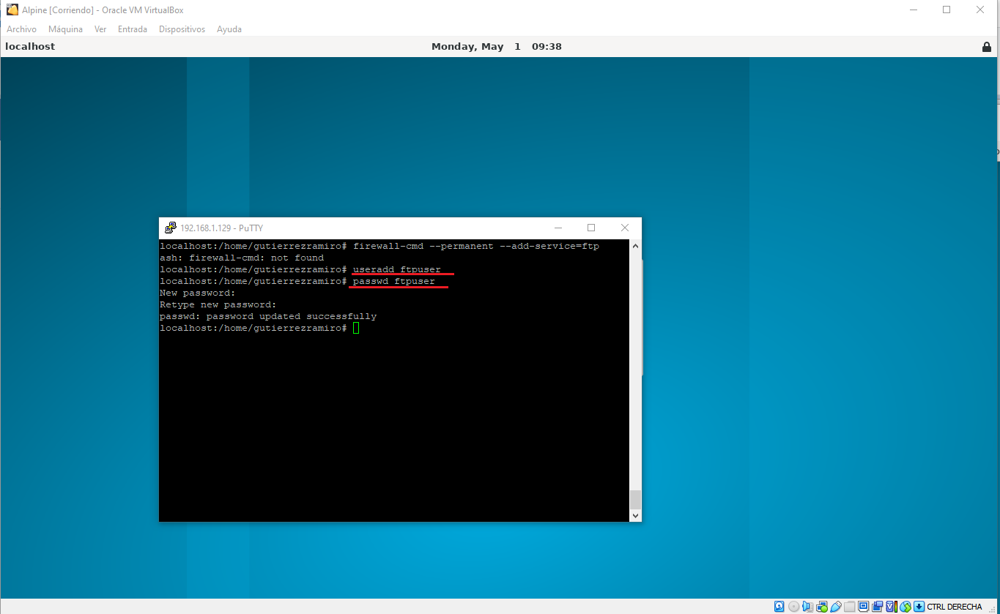 Alpine [Corriendo] - Oracle VM VirtualBox
Archivo Máquina Ver Entrada Dispositivos Ayuda
localhost Monday, May 1 09:38
192.168.1.129 - PuTTY
localhost:/home/gutierrezramiro# firewall-cmd --permanent --add-service=ftp
ash: firewall-cmd: not found
localhost:/home/gutierrezramiro# useradd ftpuser
localhost:/home/gutierrezramiro# passwd ftpuser
New password:
Retype new password:
passwd: password updated successfully
localhost:/home/gutierrezramiro#
CTRL DERECHA